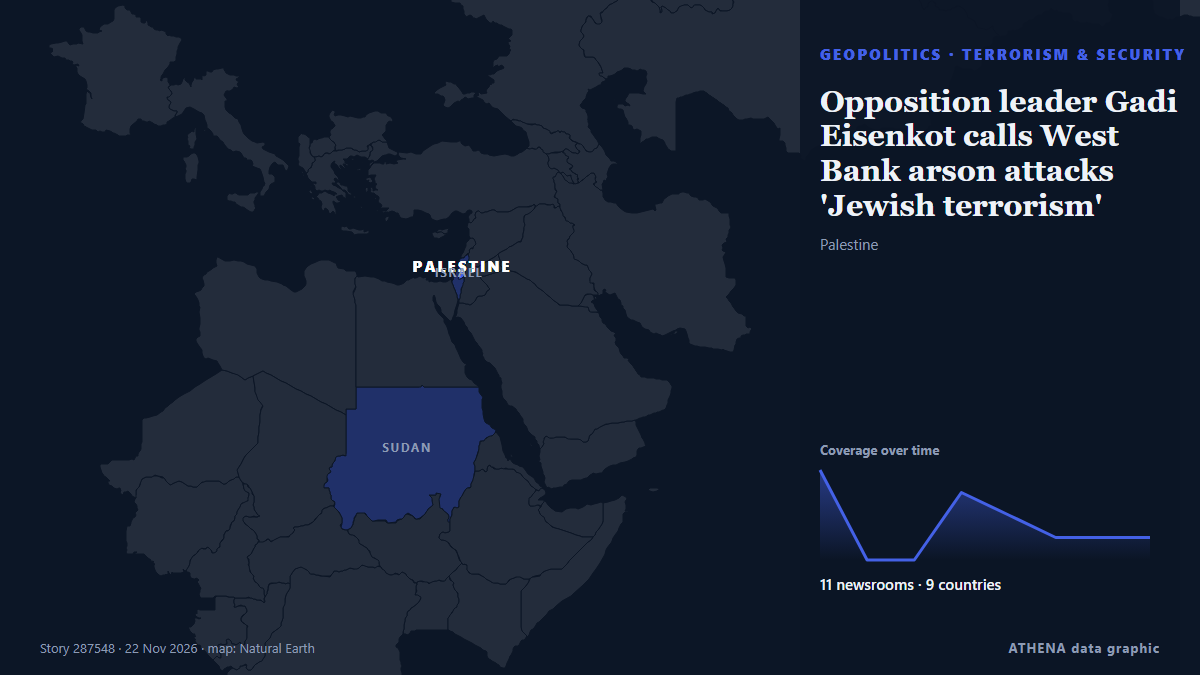 GEOPOLITICS · TERRORISM & SECURITY
Opposition leader Gadi
Eisenkot calls West
Bank arson attacks
'Jewish terrorism'
Palestine
PALESTINE
ISRAEL
SUDAN
Coverage over time
11 newsrooms · 9 countries
Story 287548 · 22 Nov 2026 · map: Natural Earth
ATHENA data graphic